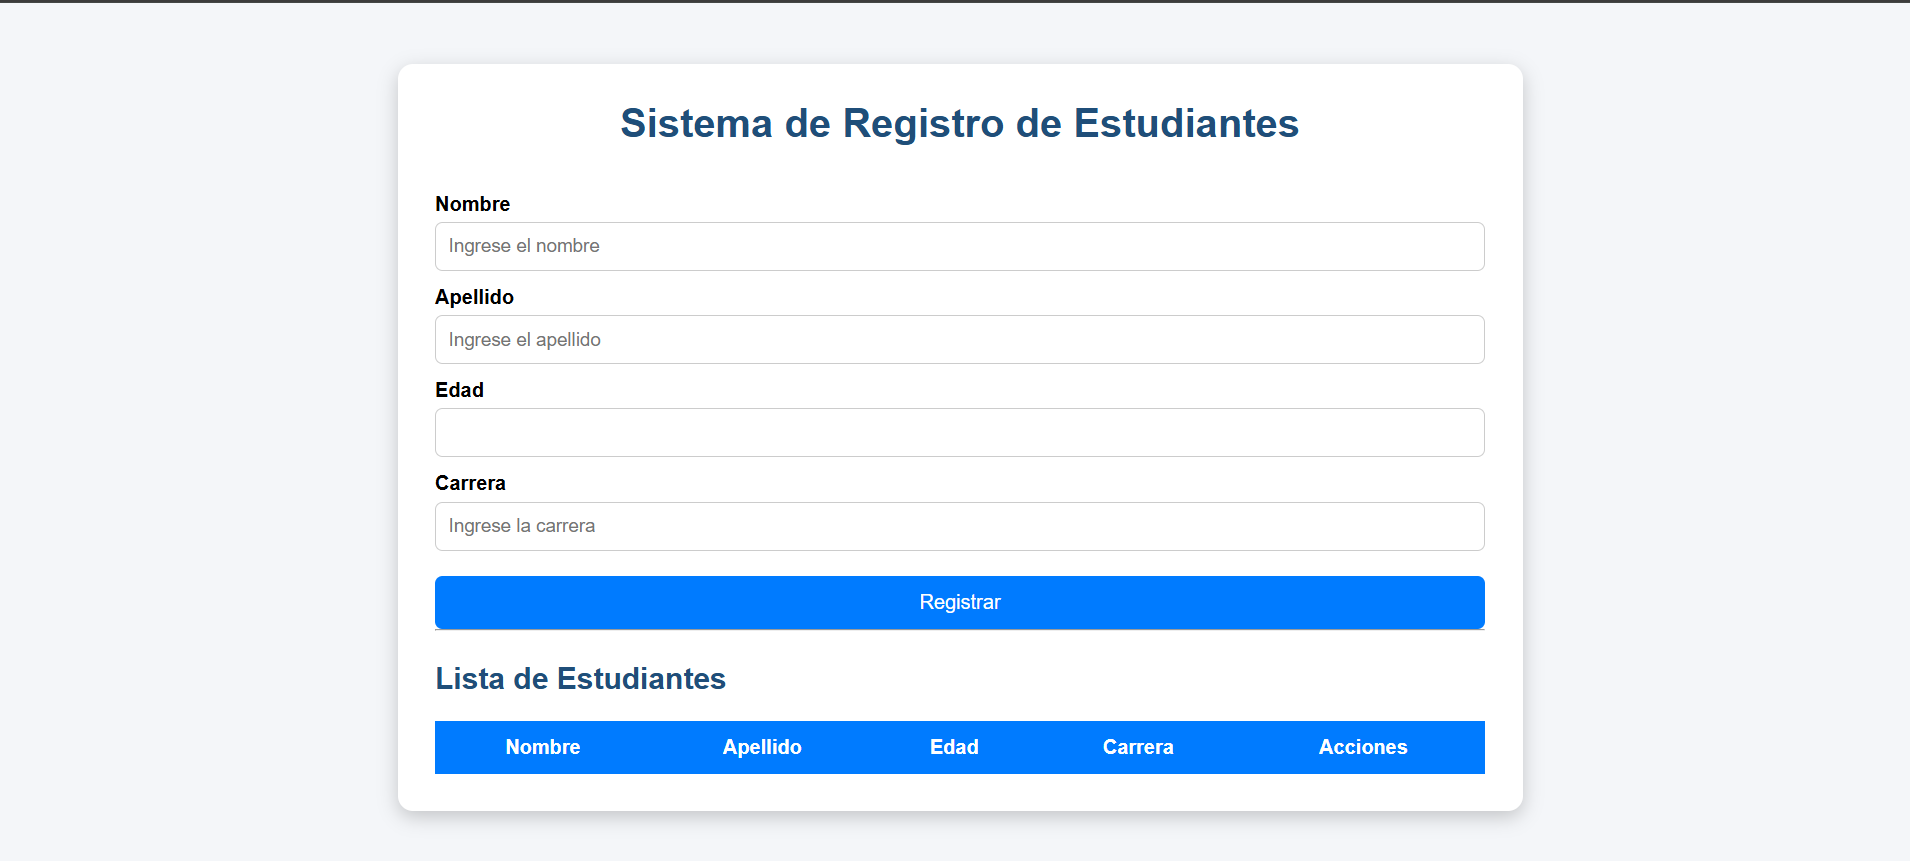 Sistema de Registro de Estudiantes
Nombre
Ingrese el nombre
Apellido
Ingrese el apellido
Edad
Carrera
Ingrese la carrera
Registrar
Lista de Estudiantes
Nombre Apellido Edad Carrera Acciones